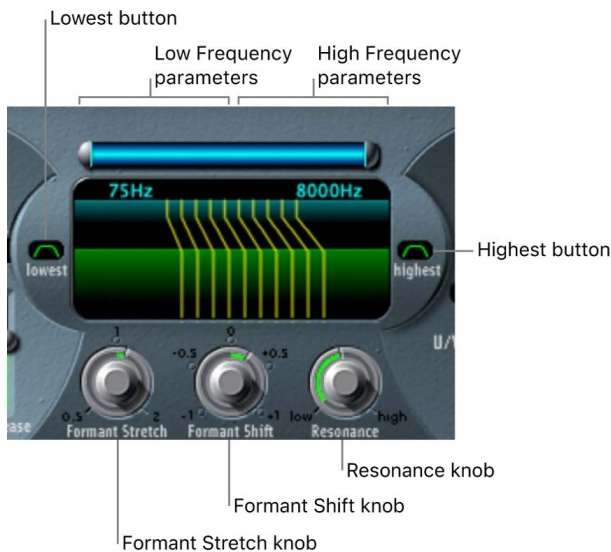 Lowest button
Low Frequency
parameters
High Frequency
parameters
75Hz
8000Hz
lowest
highest
Highest button
1
0.5
2
Formant Stretch
0
-0.5
+0.5
-1
+1
Formant Shift
low
high
Resonance
ease
U/V
Resonance knob
Formant Shift knob
Formant Stretch knob